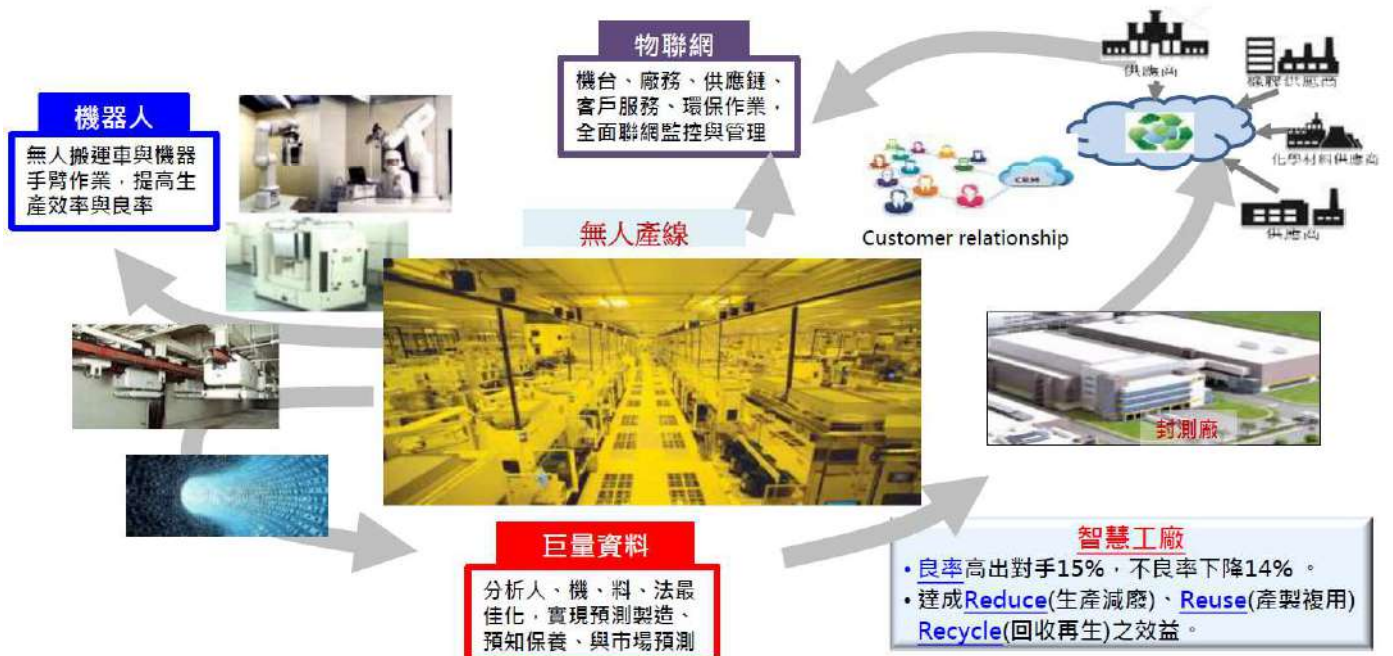 物聯網
機台、廠務、供應鏈、
客戶服務、環保作業，
全面聯網監控與管理
機器人
無人搬運車與機器
手臂作業，提高生
產效率與良率
供應商
化學材料供應商
供應商
CRM
Customer relationship
無人產線
封測廠
巨量資料
分析人、機、料、法最
佳化，實現預測製造、
預知保養、與市場預測
智慧工廠
• 良率高出對手15%，不良率下降14% 。
• 達成Reduce(生產減廢)、Reuse(產製複用)
Recycle(回收再生)之效益。